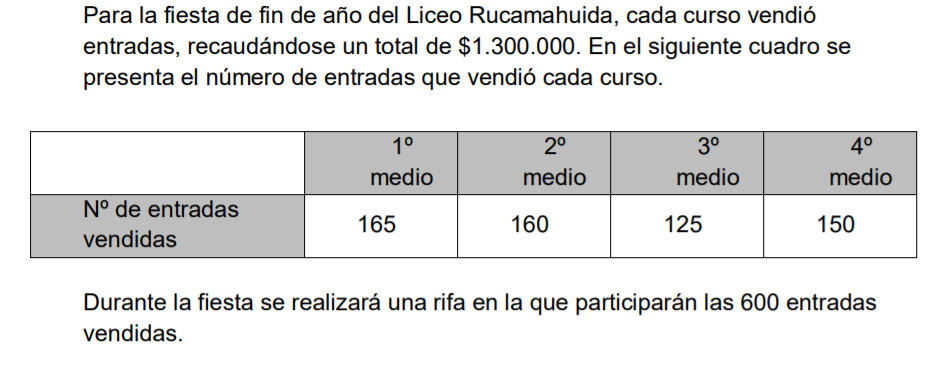 Para la fiesta de fin de año del Liceo Rucamahuida, cada curso vendió
entradas, recaudándose un total de $1.300.000. En el siguiente cuadro se
presenta el número de entradas que vendió cada curso.
1º medio 2º medio 3º medio 4º medio
Nº de entradas vendidas 165 160 125 150
Durante la fiesta se realizará una rifa en la que participarán las 600 entradas
vendidas.